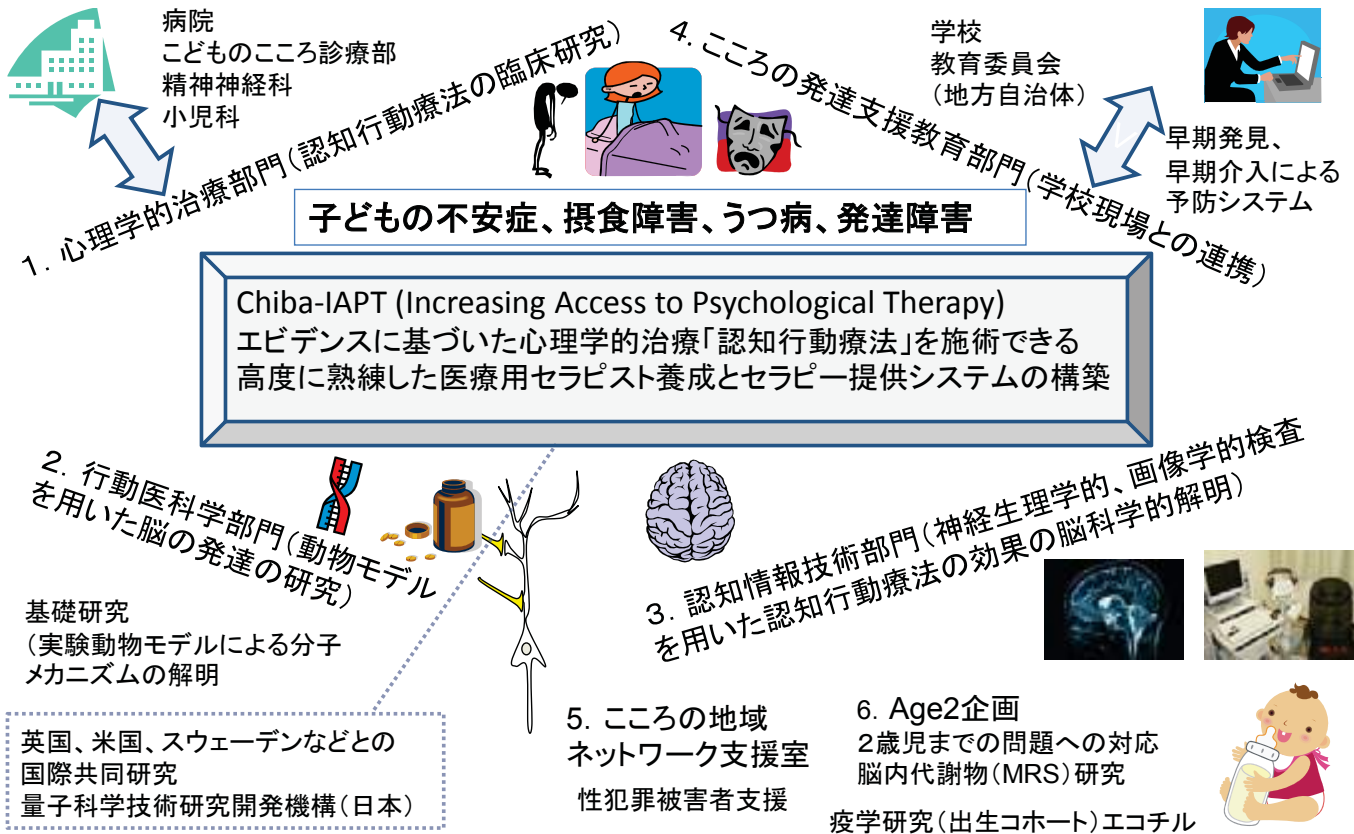 病院
こどものこころ診療部
精神神経科
小児科
1. 心理学的治療部門(認知行動療法の臨床研究)
4. こころの発達支援教育部門(学校現場との連携)
学校
教育委員会
(地方自治体)
早期発見、
早期介入による
予防システム
子どもの不安症、摂食障害、うつ病、発達障害
Chiba-IAPT (Increasing Access to Psychological Therapy)
エビデンスに基づいた心理学的治療「認知行動療法」を施術できる
高度に熟練した医療用セラピスト養成とセラピー提供システムの構築
2. 行動医科学部門(動物モデル
を用いた脳の発達の研究)
基礎研究
(実験動物モデルによる分子
メカニズムの解明
英国、米国、スウェーデンなどとの
国際共同研究
量子科学技術研究開発機構(日本)
3. 認知情報技術部門(神経生理学的、画像学的検査
を用いた認知行動療法の効果の脳科学的解明)
5. こころの地域
ネットワーク支援室
性犯罪被害者支援
6. Age2企画
2歳児までの問題への対応
脳内代謝物(MRS)研究
疫学研究(出生コホート)エコチル